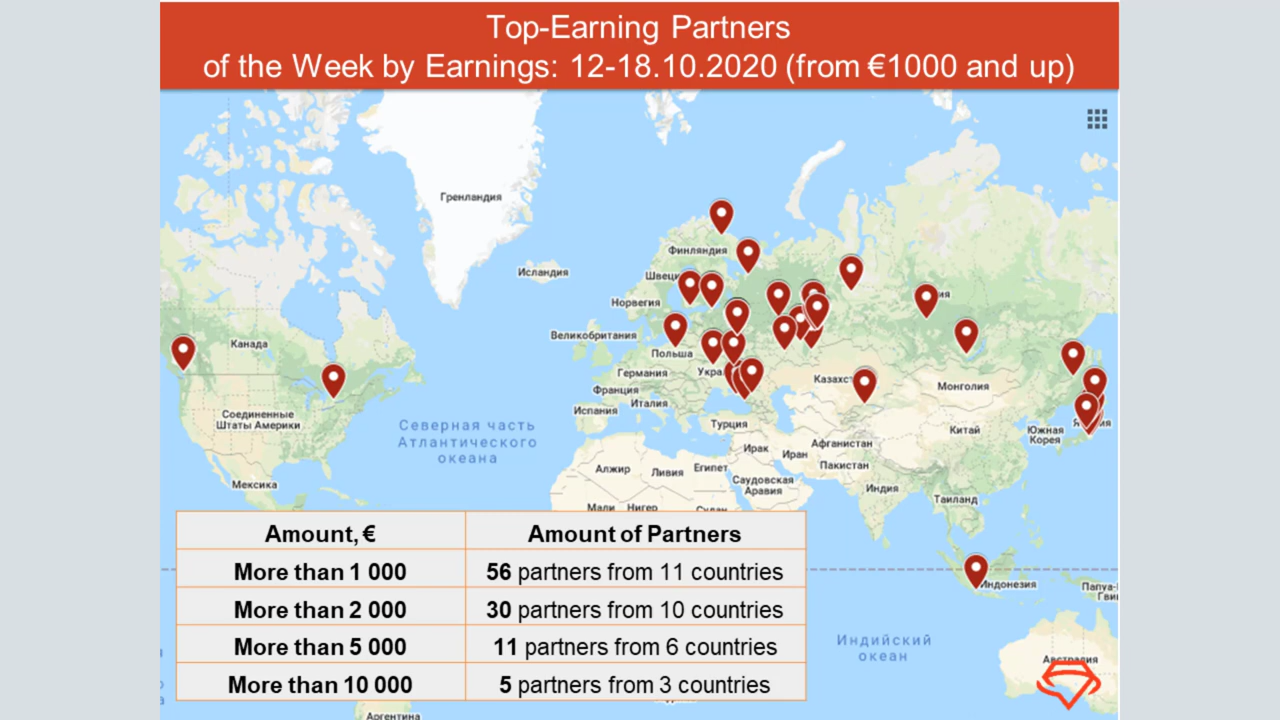 Top-Earning Partners
of the Week by Earnings: 12-18.10.2020 (from €1000 and up)
Гренландия
Финляндия
Исландия
Норвегия
Великобритания
Канада
Польша
Германия
Казахс
Монголия
Франция
Соединенные
Штаты Америки
Испания
Италия
Северная часть
Атлантического
океана
Турция
Китай
Южная
Корея
Ирак
Иран
Афганистан
Пакистан
Алжир
Ливия
Египет
Саудовская
Аравия
Индия
Мексика
Таиланд
Мали
Нигер
Судан
Индонезия
Папуа-
Индийский
океан
Австралия
Аргентина
Amount, € Amount of Partners
More than 1 000 56 partners from 11 countries
More than 2 000 30 partners from 10 countries
More than 5 000 11 partners from 6 countries
More than 10 000 5 partners from 3 countries